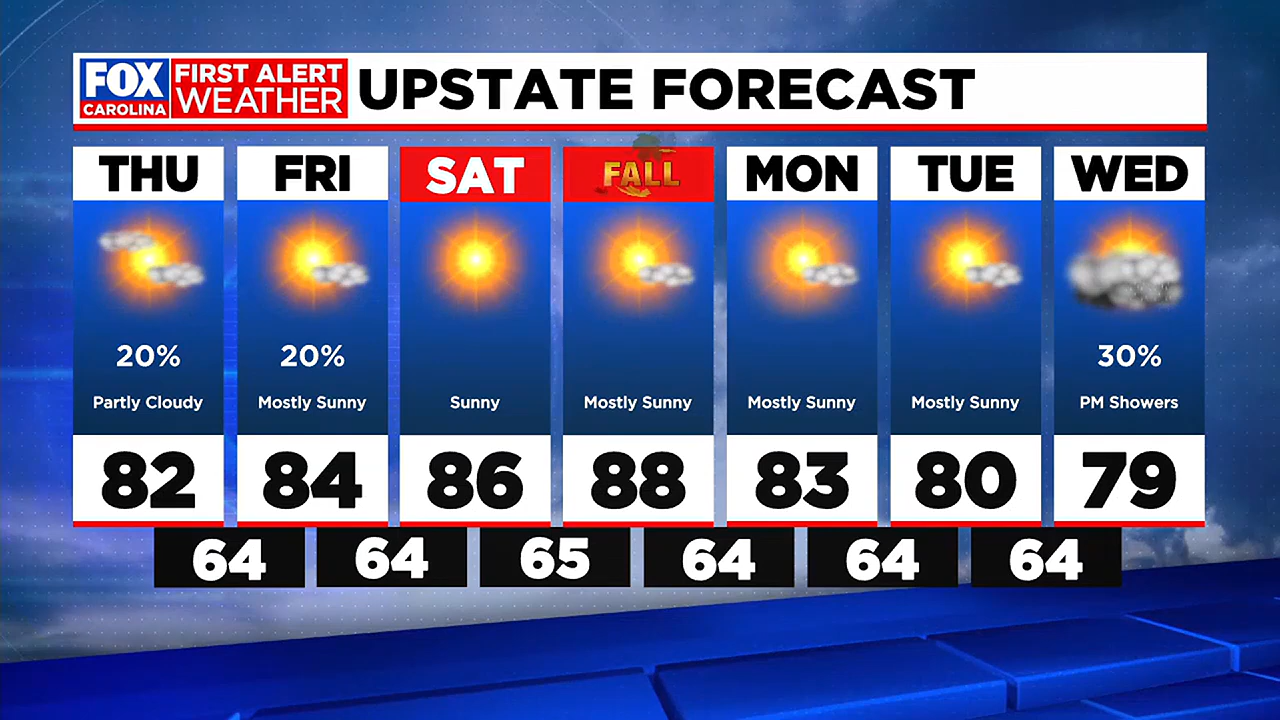 FOX
CAROLINA
FIRST ALERT
WEATHER
UPSTATE FORECAST
THU FRI SAT FALL MON TUE WED
20% 20% 30%
Partly Cloudy Mostly Sunny Sunny Mostly Sunny Mostly Sunny Mostly Sunny PM Showers
82 84 86 88 83 80 79
64 64 65 64 64 64